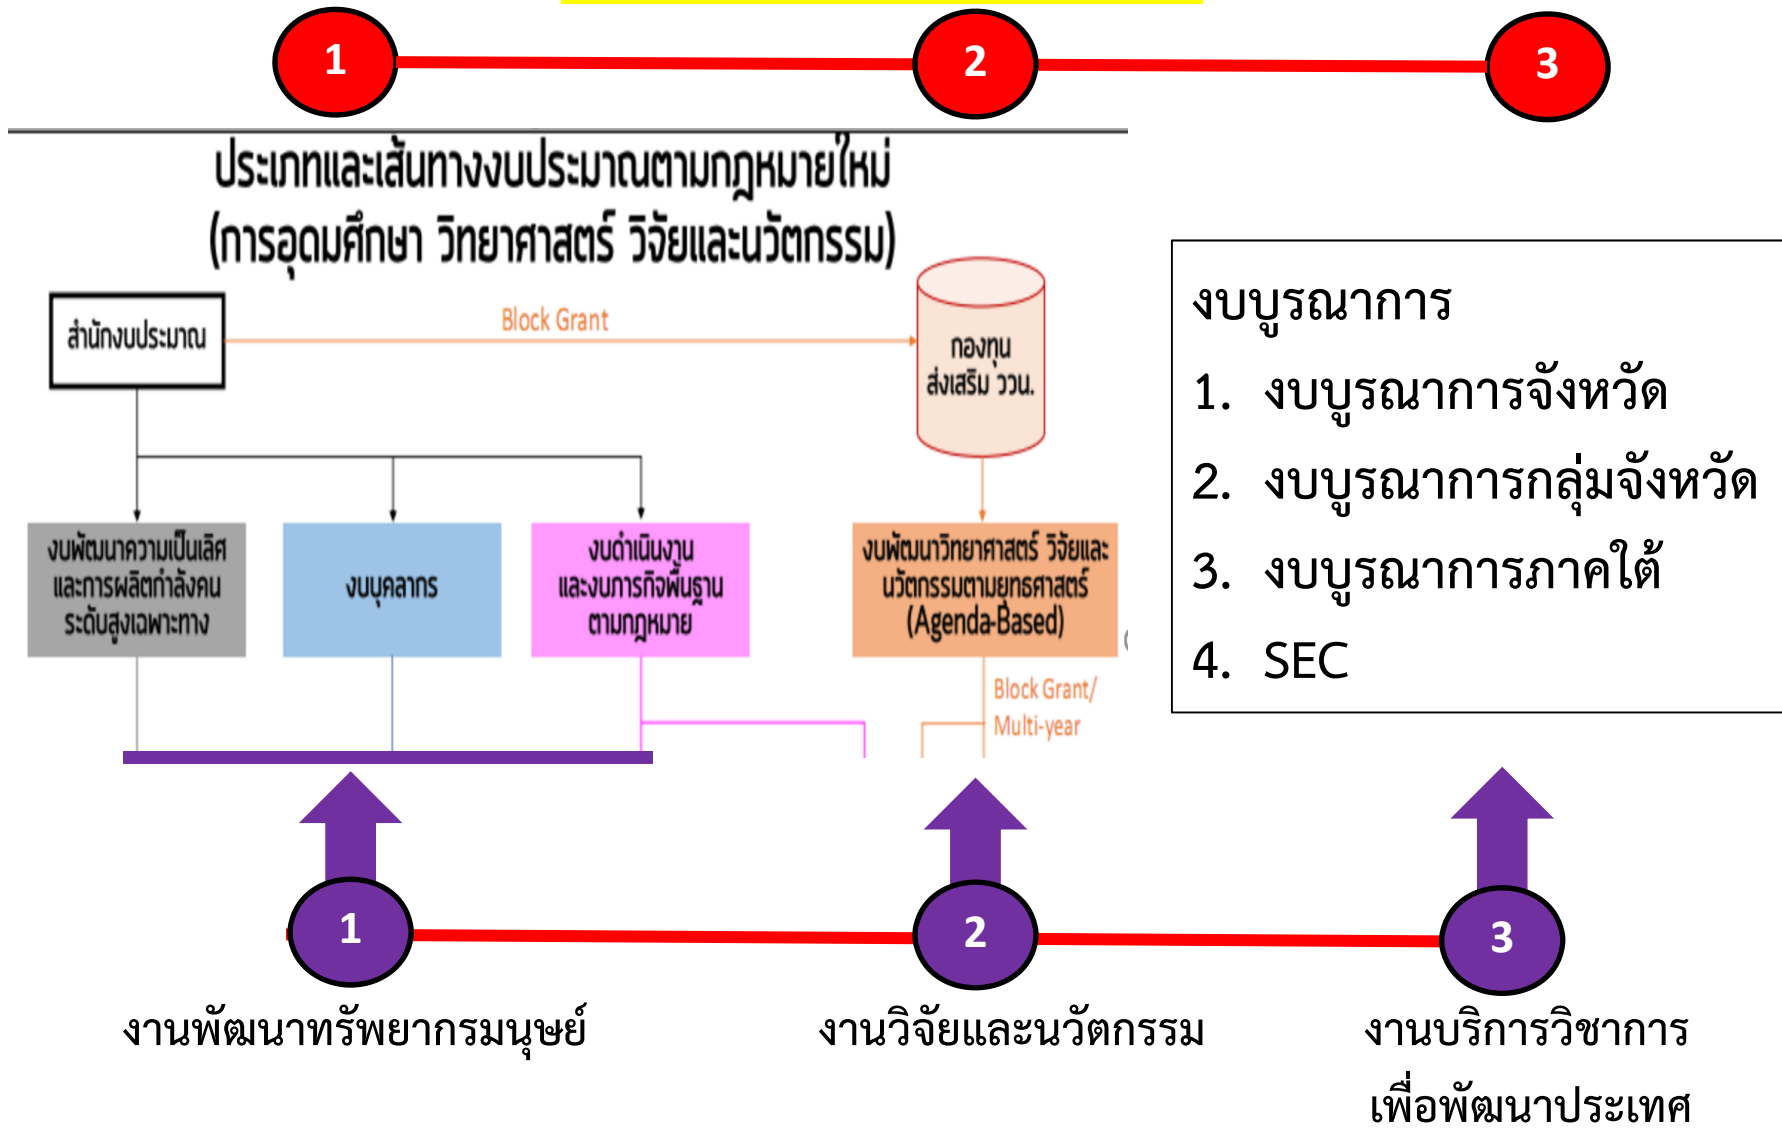 1
2
3
ประเภทและเส้นทางงบประมาณตามกฎหมายใหม่
(การอุดมศึกษา วิทยาศาสตร์ วิจัยและนวัตกรรม)
สำนักงบประมาณ
Block Grant
กองทุน
ส่งเสริม ววน.
งบพัฒนาความเป็นเลิศ
และการผลิตกำลังคน
ระดับสูงเฉพาะทาง
งบบุคลากร
งบดำเนินงาน
และงบภารกิจพื้นฐาน
ตามกฎหมาย
งบพัฒนาวิทยาศาสตร์ วิจัยและ
นวัตกรรมตามยุทธศาสตร์
(Agenda-Based)
Block Grant/
Multi-year
งบบูรณาการ
1. งบบูรณาการจังหวัด
2. งบบูรณาการกลุ่มจังหวัด
3. งบบูรณาการภาคใต้
4. SEC
1
2
3
งานพัฒนาทรัพยากรมนุษย์
งานวิจัยและนวัตกรรม
งานบริการวิชาการ
เพื่อพัฒนาประเทศ